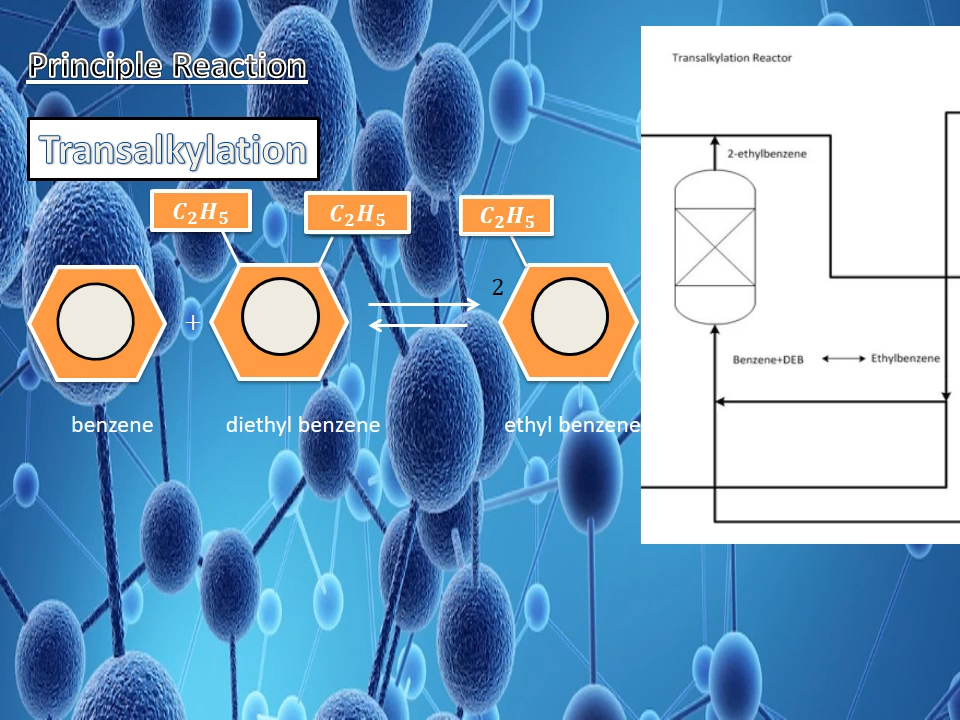 Principle Reaction
Transalkylation
C₂H₅
C₂H₅
C₂H₅
+
2
benzene
diethyl benzene
ethyl benzene
Transalkylation Reactor
2-ethylbenzene
Benzene+DEB
Ethylbenzene